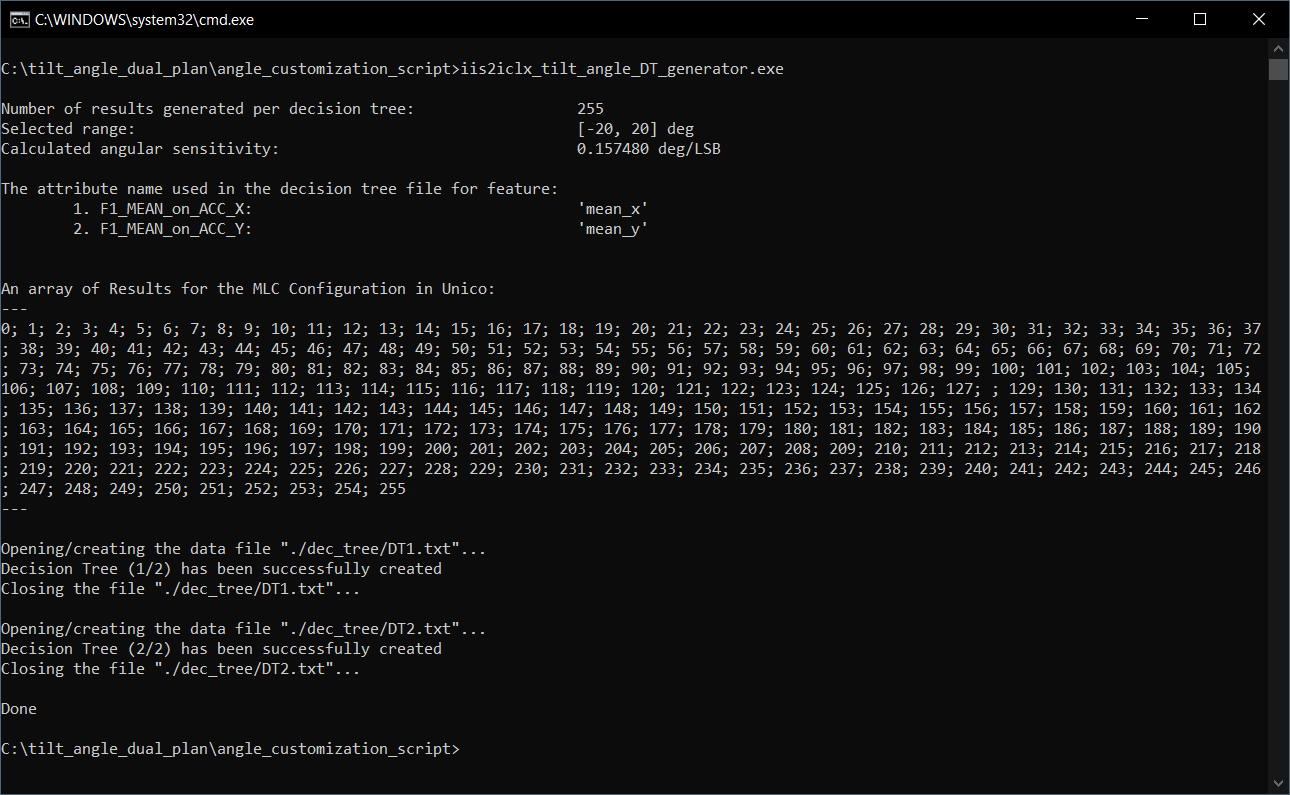 C:\WINDOWS\system32\cmd.exe
C:\tilt_angle_dual_plan\angle_customization_script>iis2iclx_tilt_angle_DT_generator.exe
Number of results generated per decision tree: 255
Selected range: [-20, 20] deg
Calculated angular sensitivity: 0.157480 deg/LSB
The attribute name used in the decision tree file for feature:
1. F1_MEAN_on_ACC_X: 'mean_x'
2. F1_MEAN_on_ACC_Y: 'mean_y'
An array of Results for the MLC Configuration in Unico:
---
0; 1; 2; 3; 4; 5; 6; 7; 8; 9; 10; 11; 12; 13; 14; 15; 16; 17; 18; 19; 20; 21; 22; 23; 24; 25; 26; 27; 28; 29; 30; 31; 32; 33; 34; 35; 36; 37
; 38; 39; 40; 41; 42; 43; 44; 45; 46; 47; 48; 49; 50; 51; 52; 53; 54; 55; 56; 57; 58; 59; 60; 61; 62; 63; 64; 65; 66; 67; 68; 69; 70; 71; 72
; 73; 74; 75; 76; 77; 78; 79; 80; 81; 82; 83; 84; 85; 86; 87; 88; 89; 90; 91; 92; 93; 94; 95; 96; 97; 98; 99; 100; 101; 102; 103; 104; 105;
106; 107; 108; 109; 110; 111; 112; 113; 114; 115; 116; 117; 118; 119; 120; 121; 122; 123; 124; 125; 126; 127; ; 129; 130; 131; 132; 133; 134
; 135; 136; 137; 138; 139; 140; 141; 142; 143; 144; 145; 146; 147; 148; 149; 150; 151; 152; 153; 154; 155; 156; 157; 158; 159; 160; 161; 162
; 163; 164; 165; 166; 167; 168; 169; 170; 171; 172; 173; 174; 175; 176; 177; 178; 179; 180; 181; 182; 183; 184; 185; 186; 187; 188; 189; 190
; 191; 192; 193; 194; 195; 196; 197; 198; 199; 200; 201; 202; 203; 204; 205; 206; 207; 208; 209; 210; 211; 212; 213; 214; 215; 216; 217; 218
; 219; 220; 221; 222; 223; 224; 225; 226; 227; 228; 229; 230; 231; 232; 233; 234; 235; 236; 237; 238; 239; 240; 241; 242; 243; 244; 245; 246
; 247; 248; 249; 250; 251; 252; 253; 254; 255
---
Opening/creating the data file "./dec_tree/DT1.txt"...
Decision Tree (1/2) has been successfully created
Closing the file "./dec_tree/DT1.txt"...
Opening/creating the data file "./dec_tree/DT2.txt"...
Decision Tree (2/2) has been successfully created
Closing the file "./dec_tree/DT2.txt"...
Done
C:\tilt_angle_dual_plan\angle_customization_script>